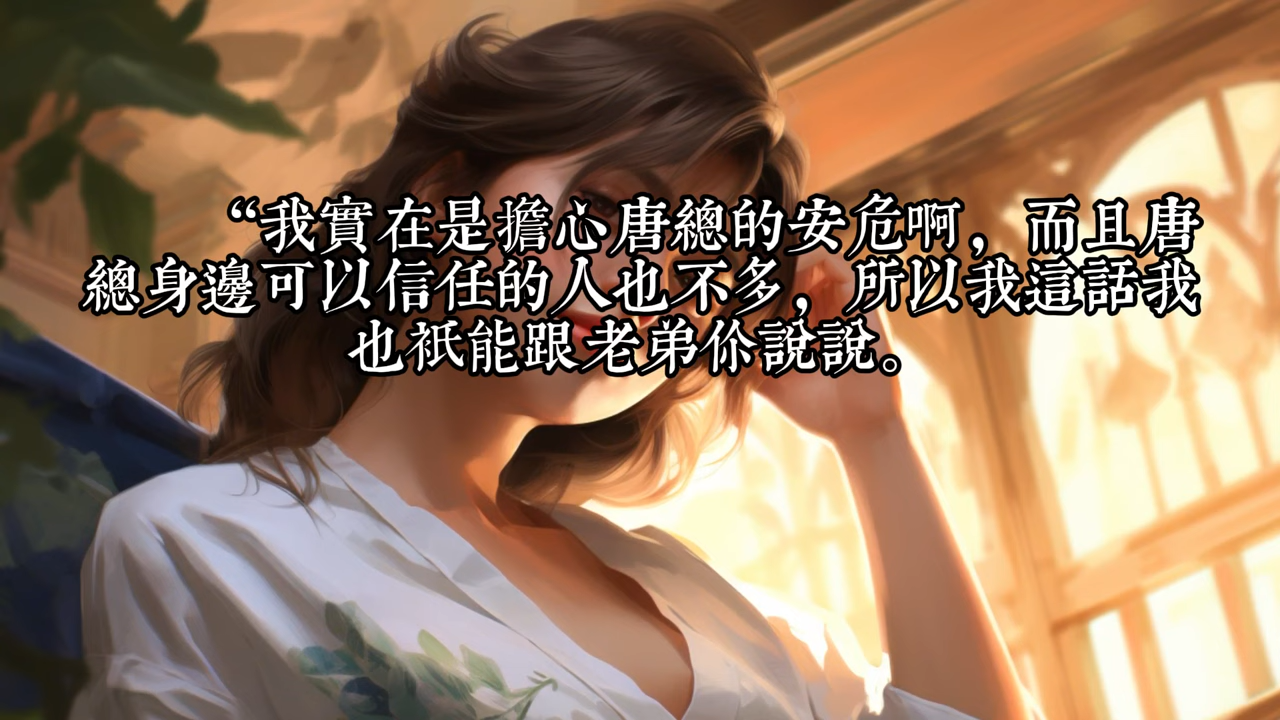 “我實在是擔心唐總的安危啊，而且唐
總身邊可以信任的人也不多，所以我這話我
也衹能跟老弟你說說。